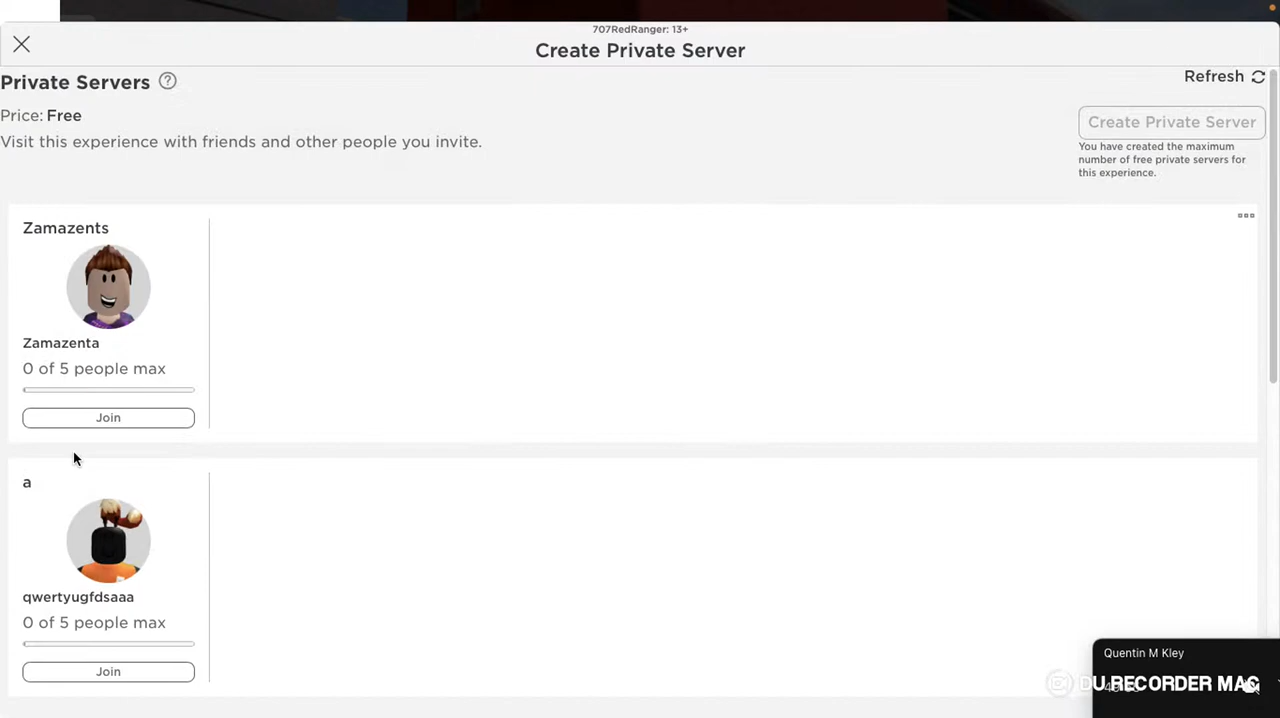 707RedRanger: 13+
Create Private Server
Private Servers
Refresh
Price: Free
Visit this experience with friends and other people you invite.
Create Private Server
You have created the maximum
number of free private servers for
this experience.
Zamazents
Zamazenta
0 of 5 people max
Join
a
qwertyugfdsaaa
0 of 5 people max
Join
Quentin M Kley
DU RECORDER MAC